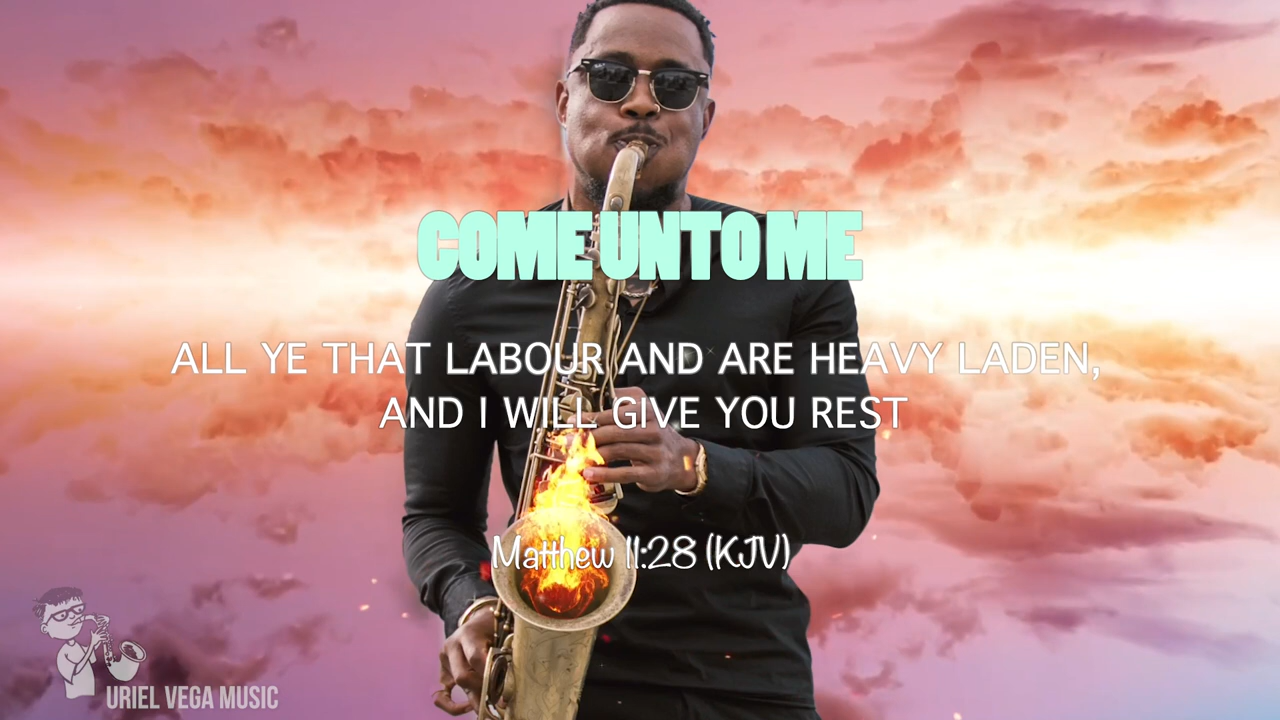 COME UNTO ME
ALL YE THAT LABOUR AND ARE HEAVY LADEN,
AND I WILL GIVE YOU REST
Matthew 11:28 (KJV)
URIEL VEGA MUSIC